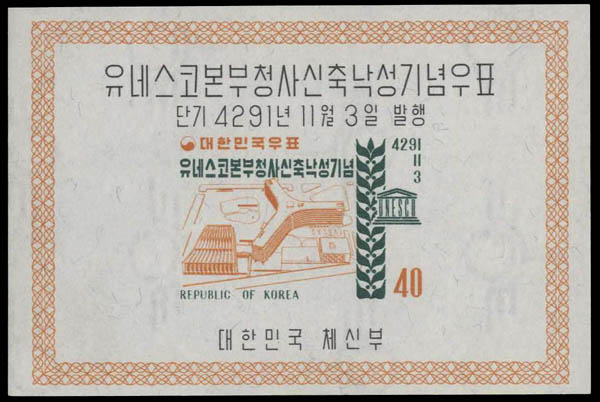 유네스코본부청사신축낙성기념우표
단기 4291년 11월 3일 발행
대한민국우표
유네스코본부청사신축낙성기념
4291
11
3
UNESCO
REPUBLIC OF KOREA
40
대한민국 체신부